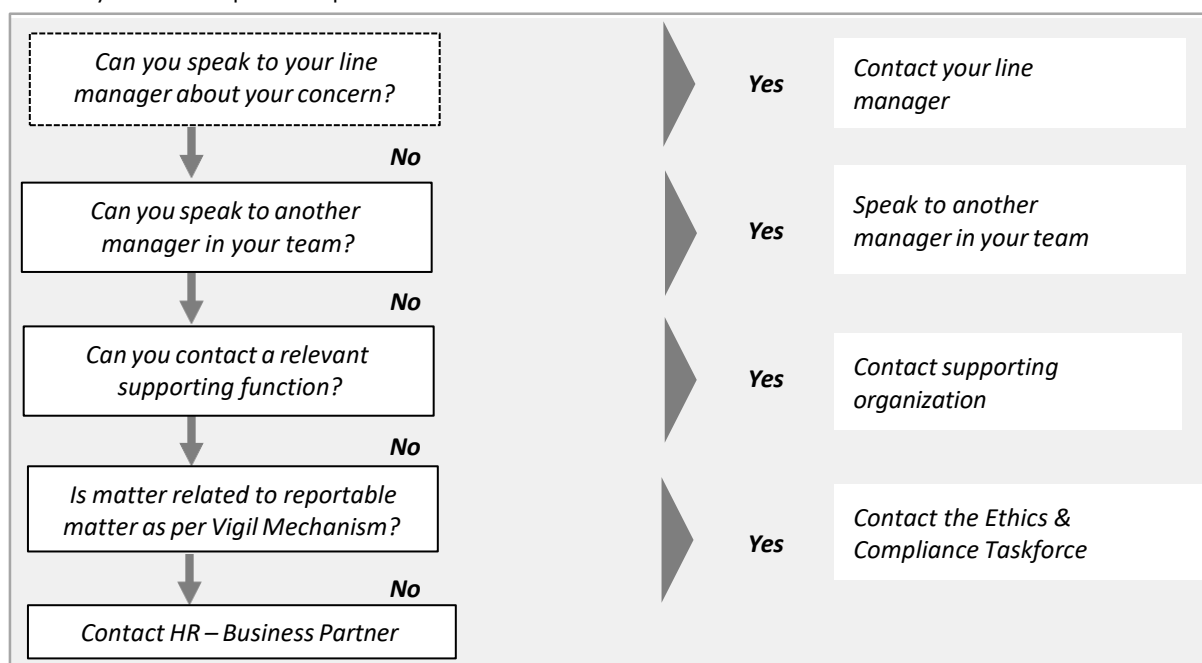 Can you speak to your line
manager about your concern?
Yes
Contact your line
manager
No
Can you speak to another
manager in your team?
Yes
Speak to another
manager in your team
No
Can you contact a relevant
supporting function?
Yes
Contact supporting
organization
No
Is matter related to reportable
matter as per Vigil Mechanism?
Yes
Contact the Ethics &
Compliance Taskforce
No
Contact HR – Business Partner